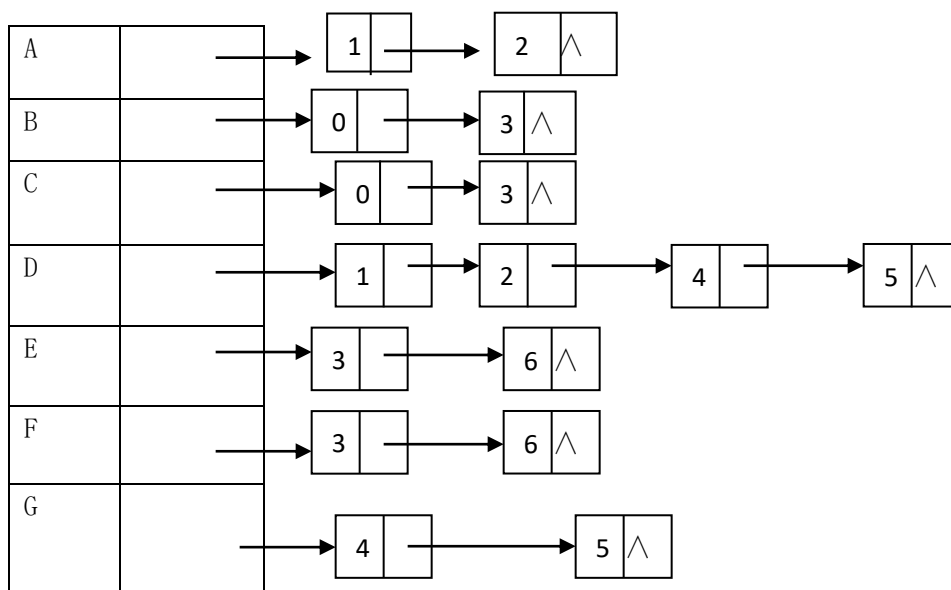 A 1 2 ∧
B 0 3 ∧
C 0 3 ∧
D 1 2 4 5 ∧
E 3 6 ∧
F 3 6 ∧
G 4 5 ∧